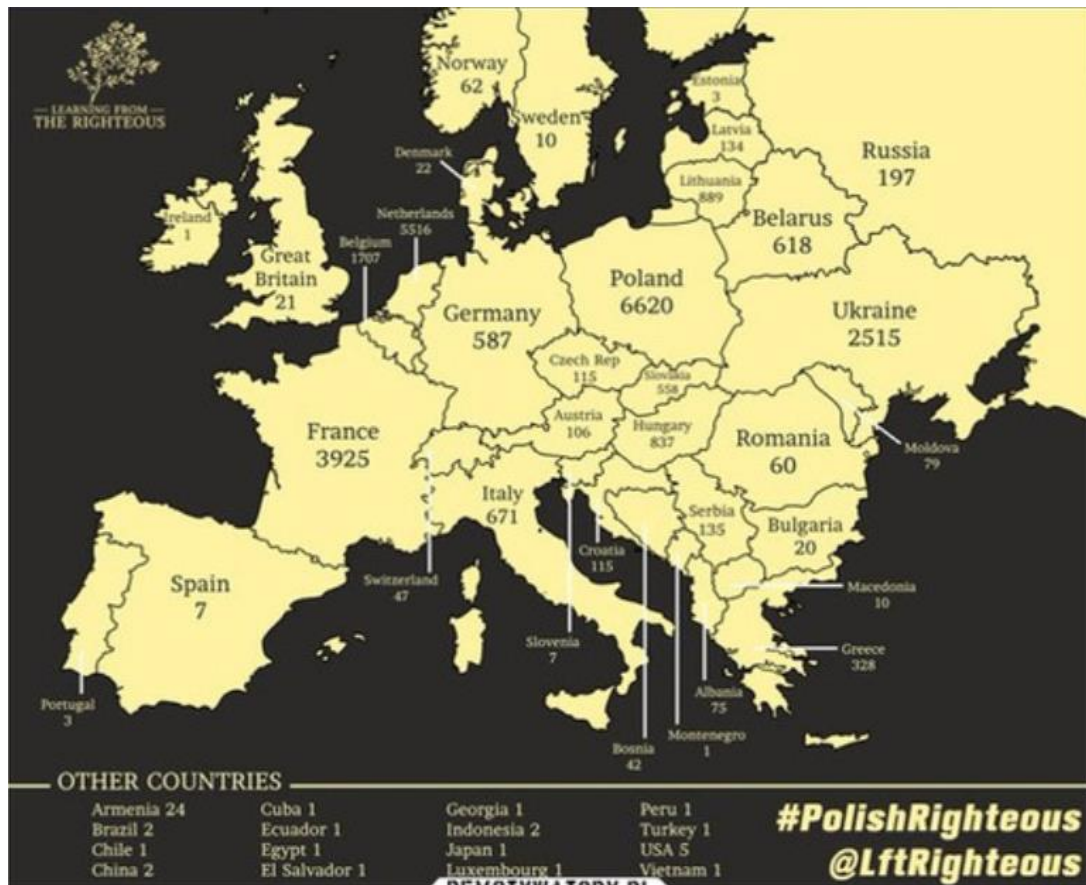 LEARNING FROM
THE RIGHTEOUS
Norway
62
Sweden
10
Estonia
3
Latvia
134
Lithuania
889
Russia
197
Belarus
618
Denmark
22
Netherlands
5516
Belgium
1707
Ireland
1
Great
Britain
21
Germany
587
Poland
6620
Ukraine
2515
Czech Rep
115
Slovakia
558
Austria
106
Hungary
837
Romania
60
Moldova
79
France
3925
Italy
671
Serbia
135
Bulgaria
20
Croatia
115
Switzerland
47
Spain
7
Macedonia
10
Slovenia
7
Greece
328
Portugal
3
Albania
75
Montenegro
1
Bosnia
42
OTHER COUNTRIES
Armenia 24
Brazil 2
Chile 1
China 2
Cuba 1
Ecuador 1
Egypt 1
El Salvador 1
Georgia 1
Indonesia 2
Japan 1
Luxembourg 1
Peru 1
Turkey 1
USA 5
Vietnam 1
#PolishRighteous
@LftRighteous